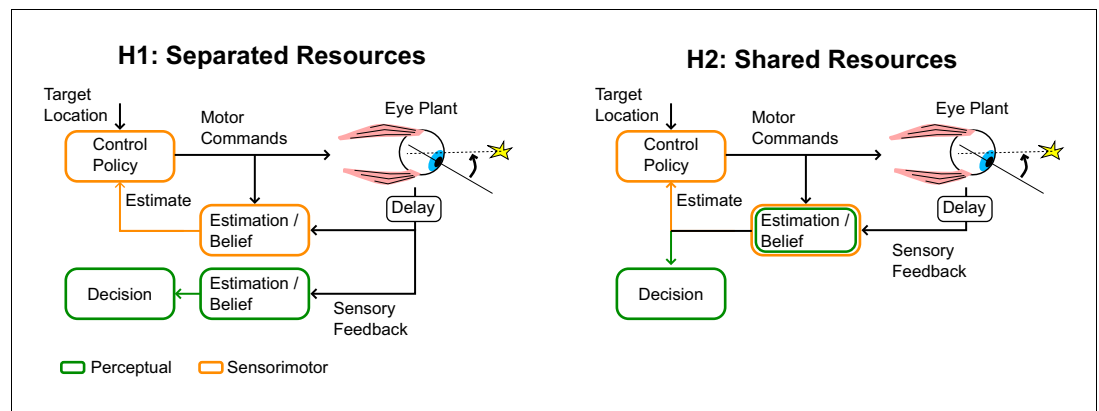 H1: Separated Resources
Target
Location
Control
Policy
Motor
Commands
Eye Plant
Estimate
Delay
Estimation /
Belief
Decision
Estimation /
Belief
Sensory
Feedback
Perceptual
Sensorimotor
H2: Shared Resources
Target
Location
Control
Policy
Motor
Commands
Eye Plant
Estimate
Delay
Estimation /
Belief
Sensory
Feedback
Decision